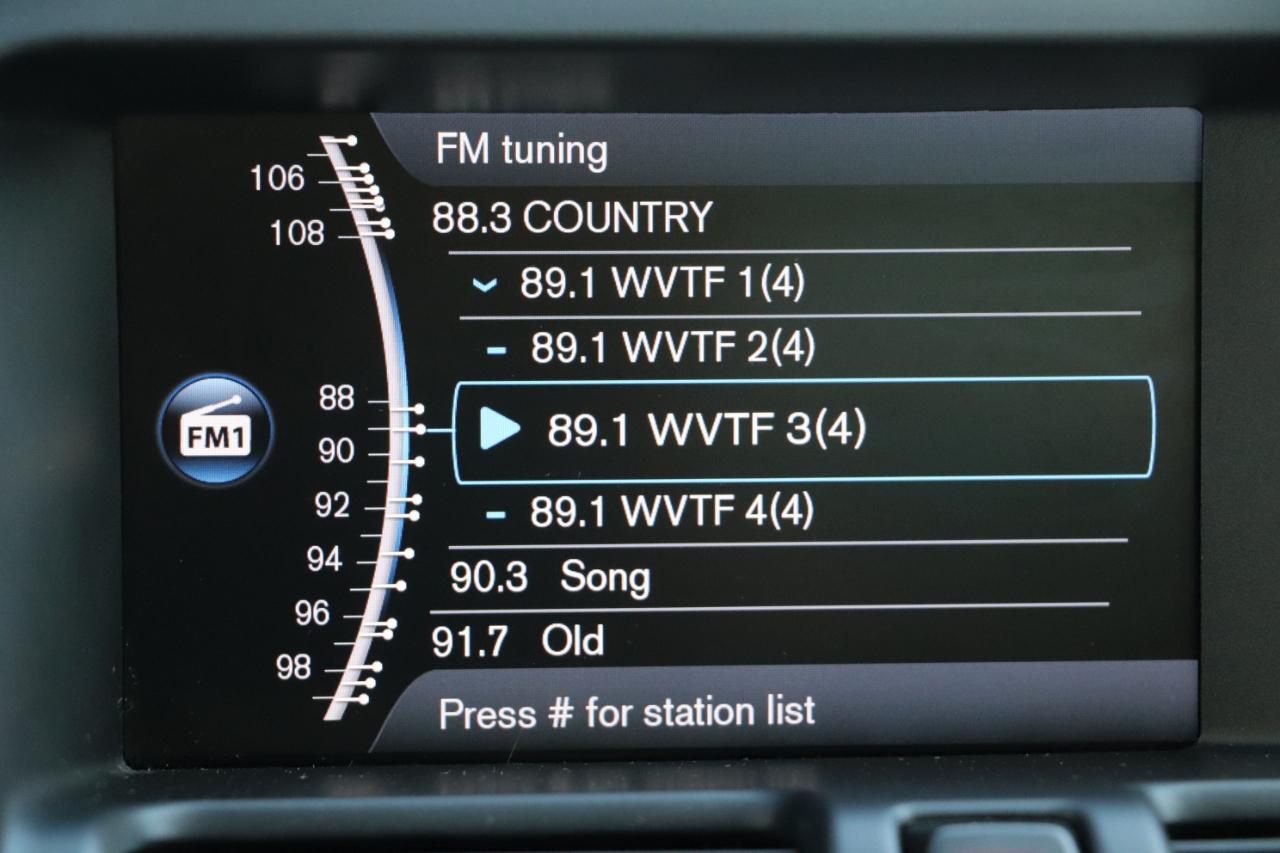 FM tuning
106
88.3 COUNTRY
108
89.1 WVTF 1(4)
89.1 WVTF 2(4)
88
FM1
89.1 WVTF 3(4)
90
92
89.1 WVTF 4(4)
94
90.3 Song
96
91.7 Old
98
Press # for station list